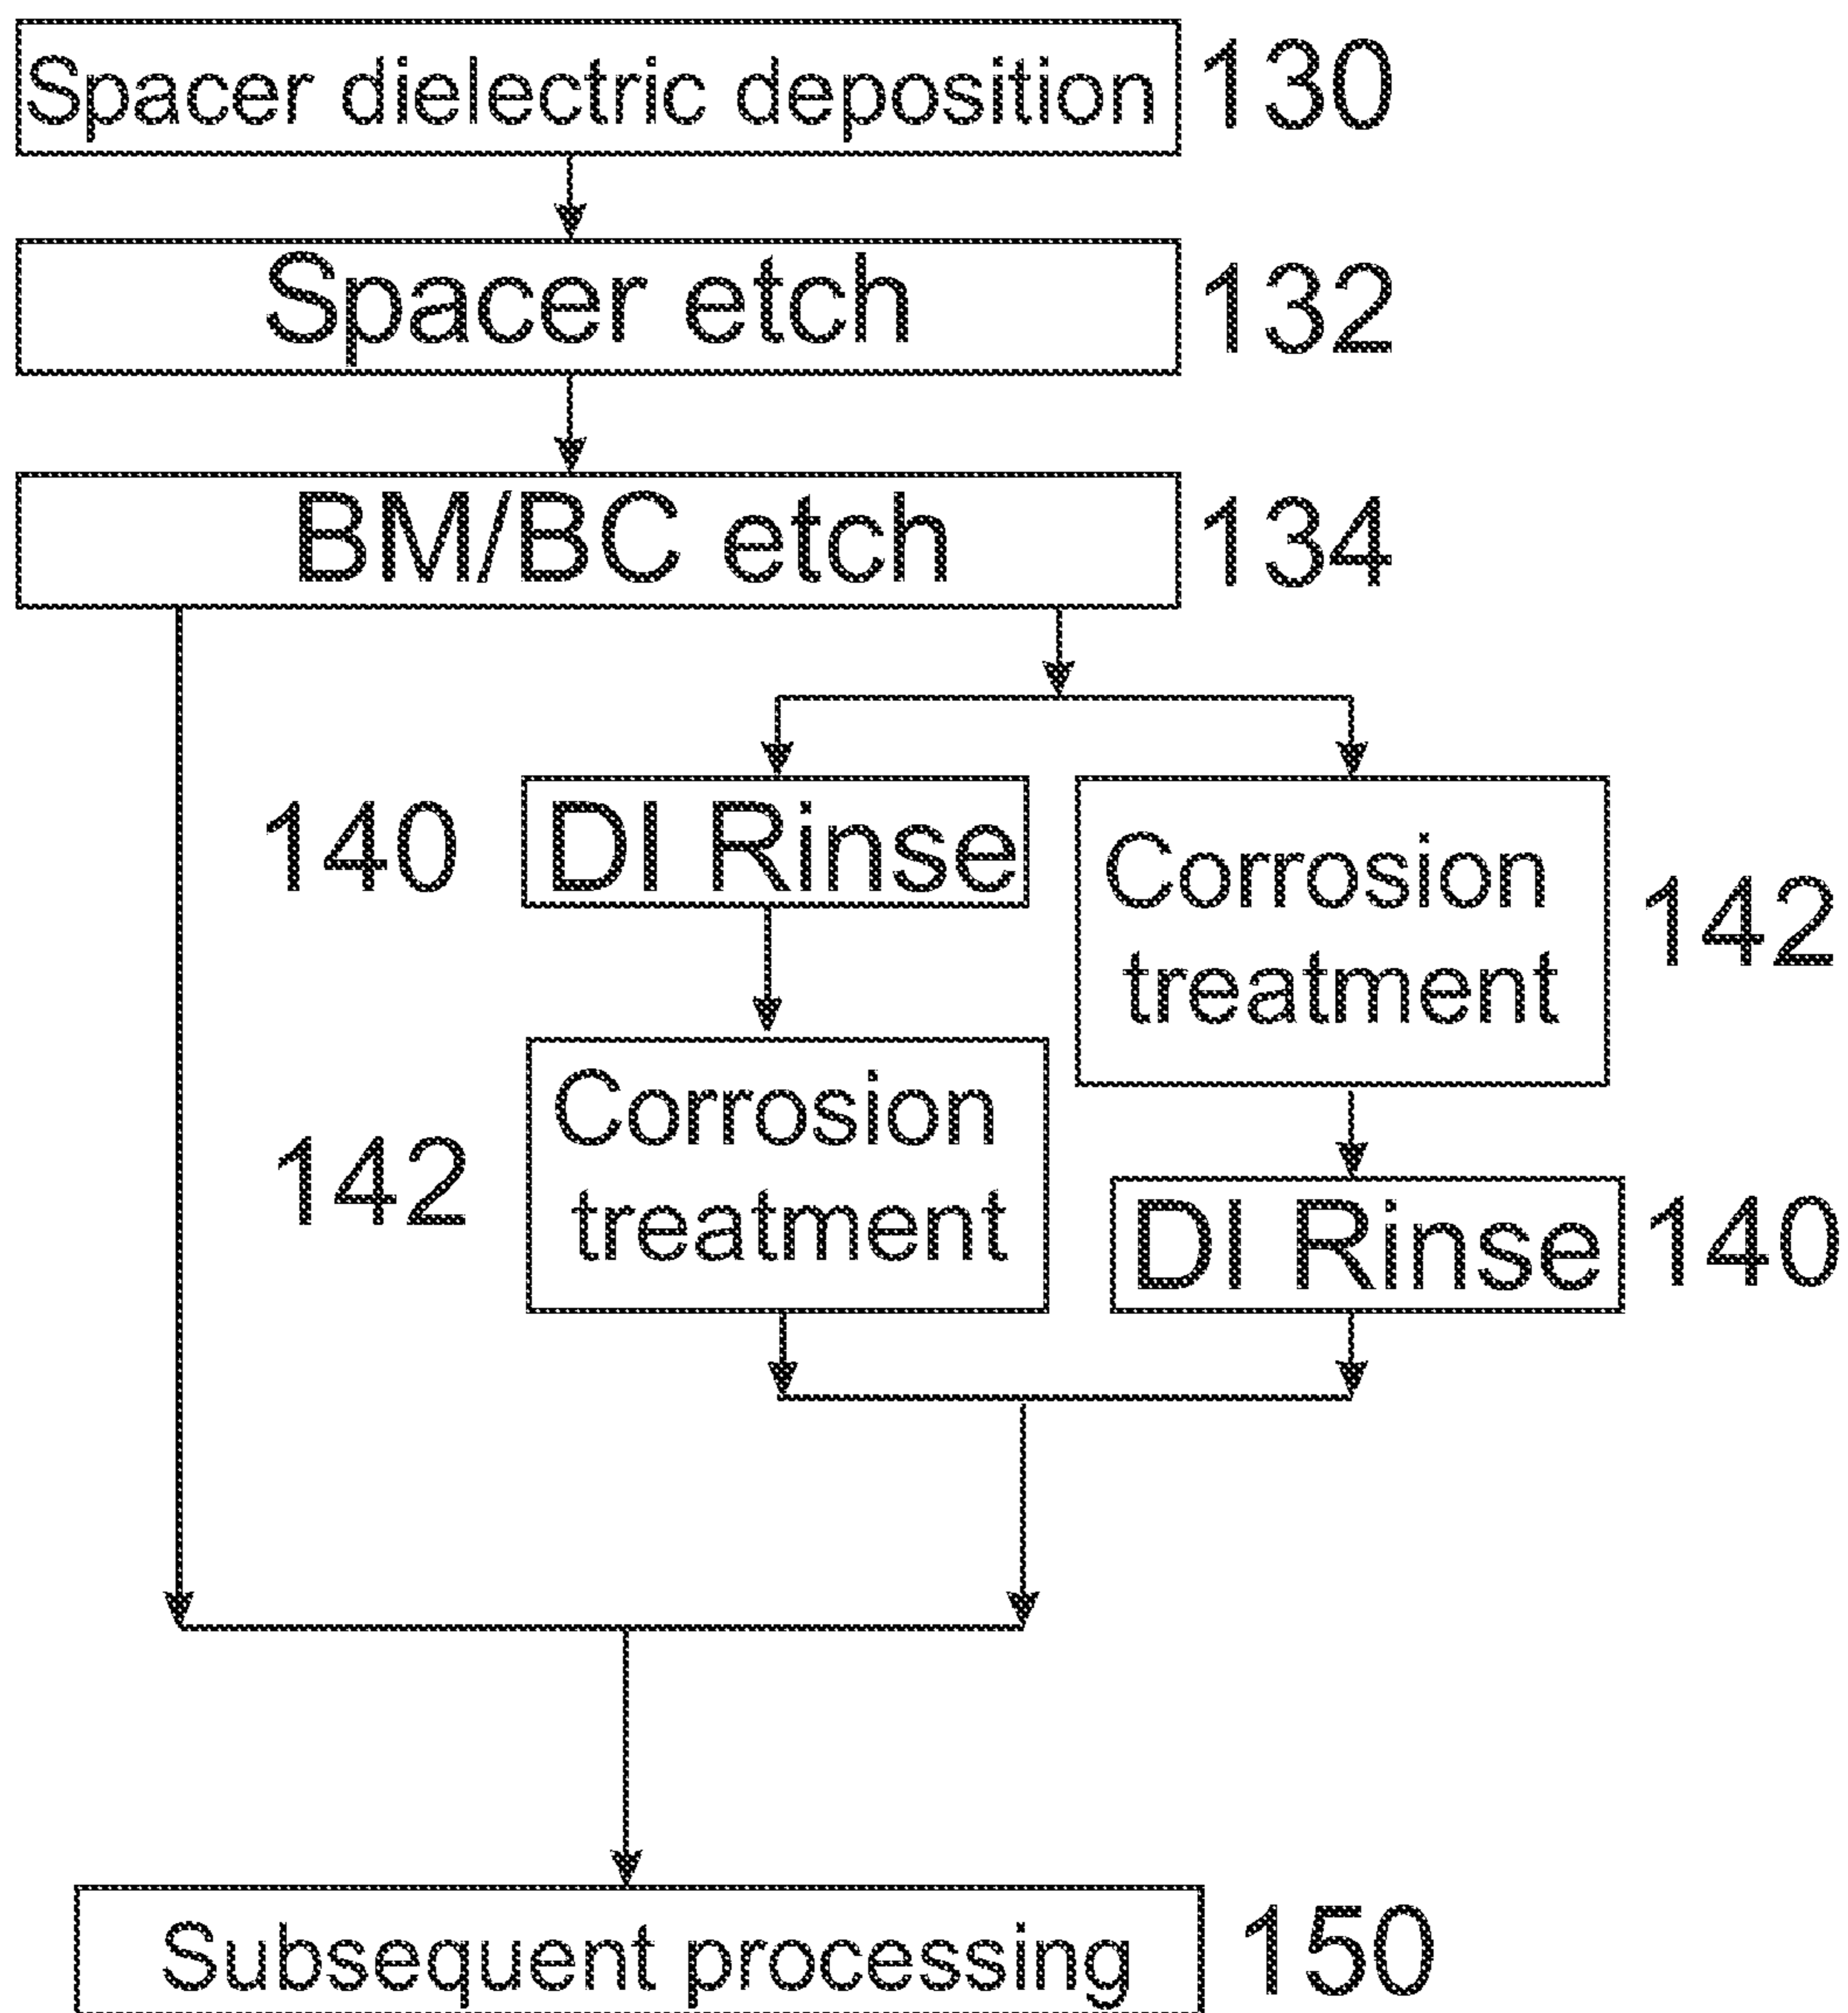 Spacer dielectric deposition 130
Spacer etch 132
BM/BC etch 134
140 DI Rinse
Corrosion
treatment
142
142
Corrosion
treatment
DI Rinse 140
Subsequent processing 150